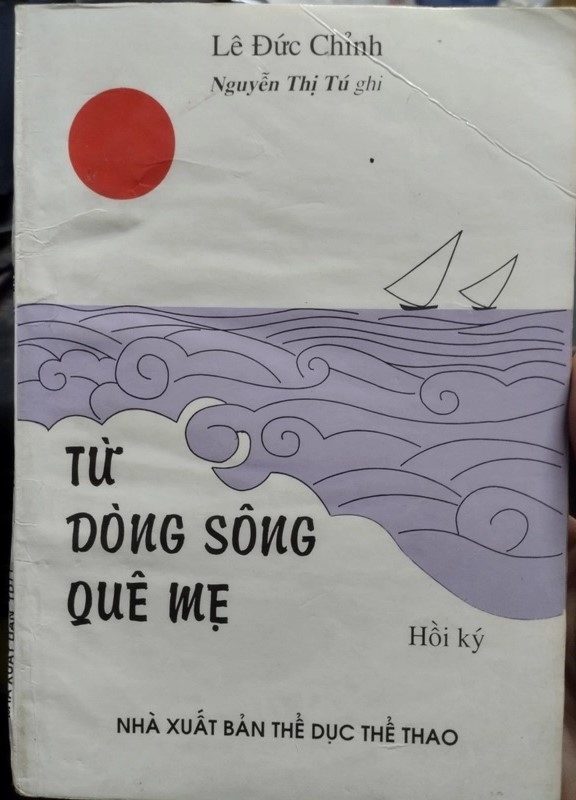 Lê Đức Chỉnh
Nguyễn Thị Tú ghi
TỪ
DÒNG SÔNG
QUÊ MẸ
Hồi ký
NHÀ XUẤT BẢN THỂ DỤC THỂ THAO